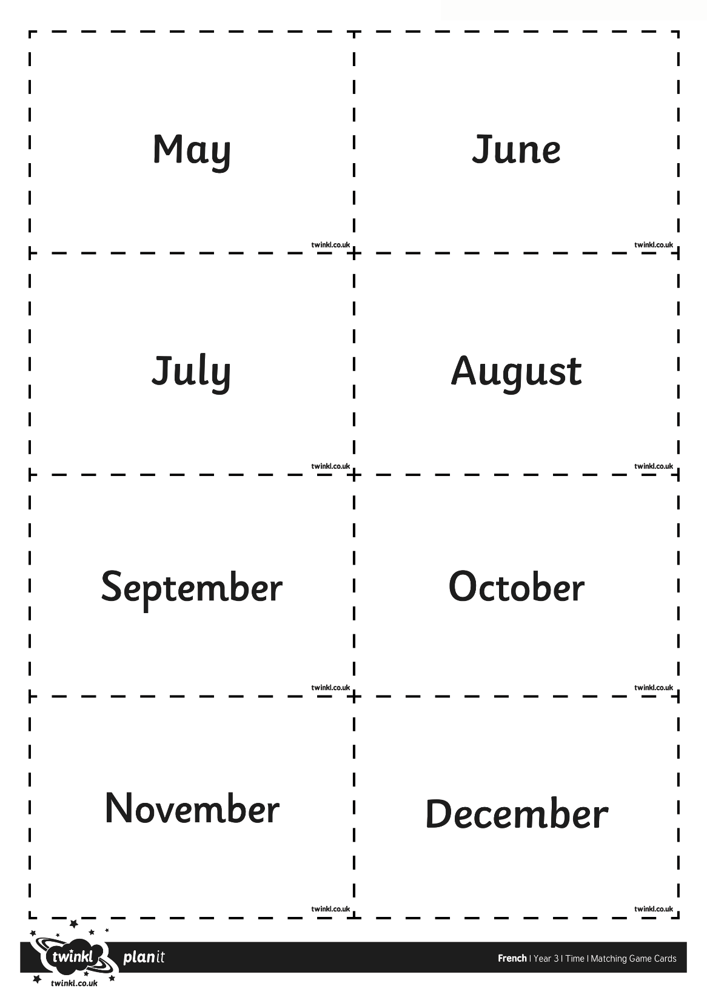 May
June
twinkl.co.uk
twinkl.co.uk
July
August
twinkl.co.uk
twinkl.co.uk
September
October
twinkl.co.uk
twinkl.co.uk
November
December
twinkl.co.uk
twinkl.co.uk
twinkl
planit
French | Year 3 | Time | Matching Game Cards
twinkl.co.uk